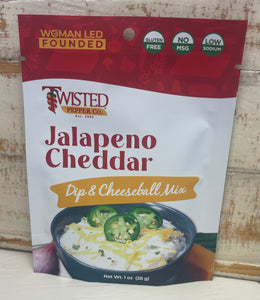 WOMAN LED
FOUNDED
GLUTEN
FREE
NO
MSG
LOW
SODIUM
TWISTED
PEPPER CO.
Jalapeno
Cheddar
Dip & Cheeseball Mix
Net Wt. 1 oz (28 g)